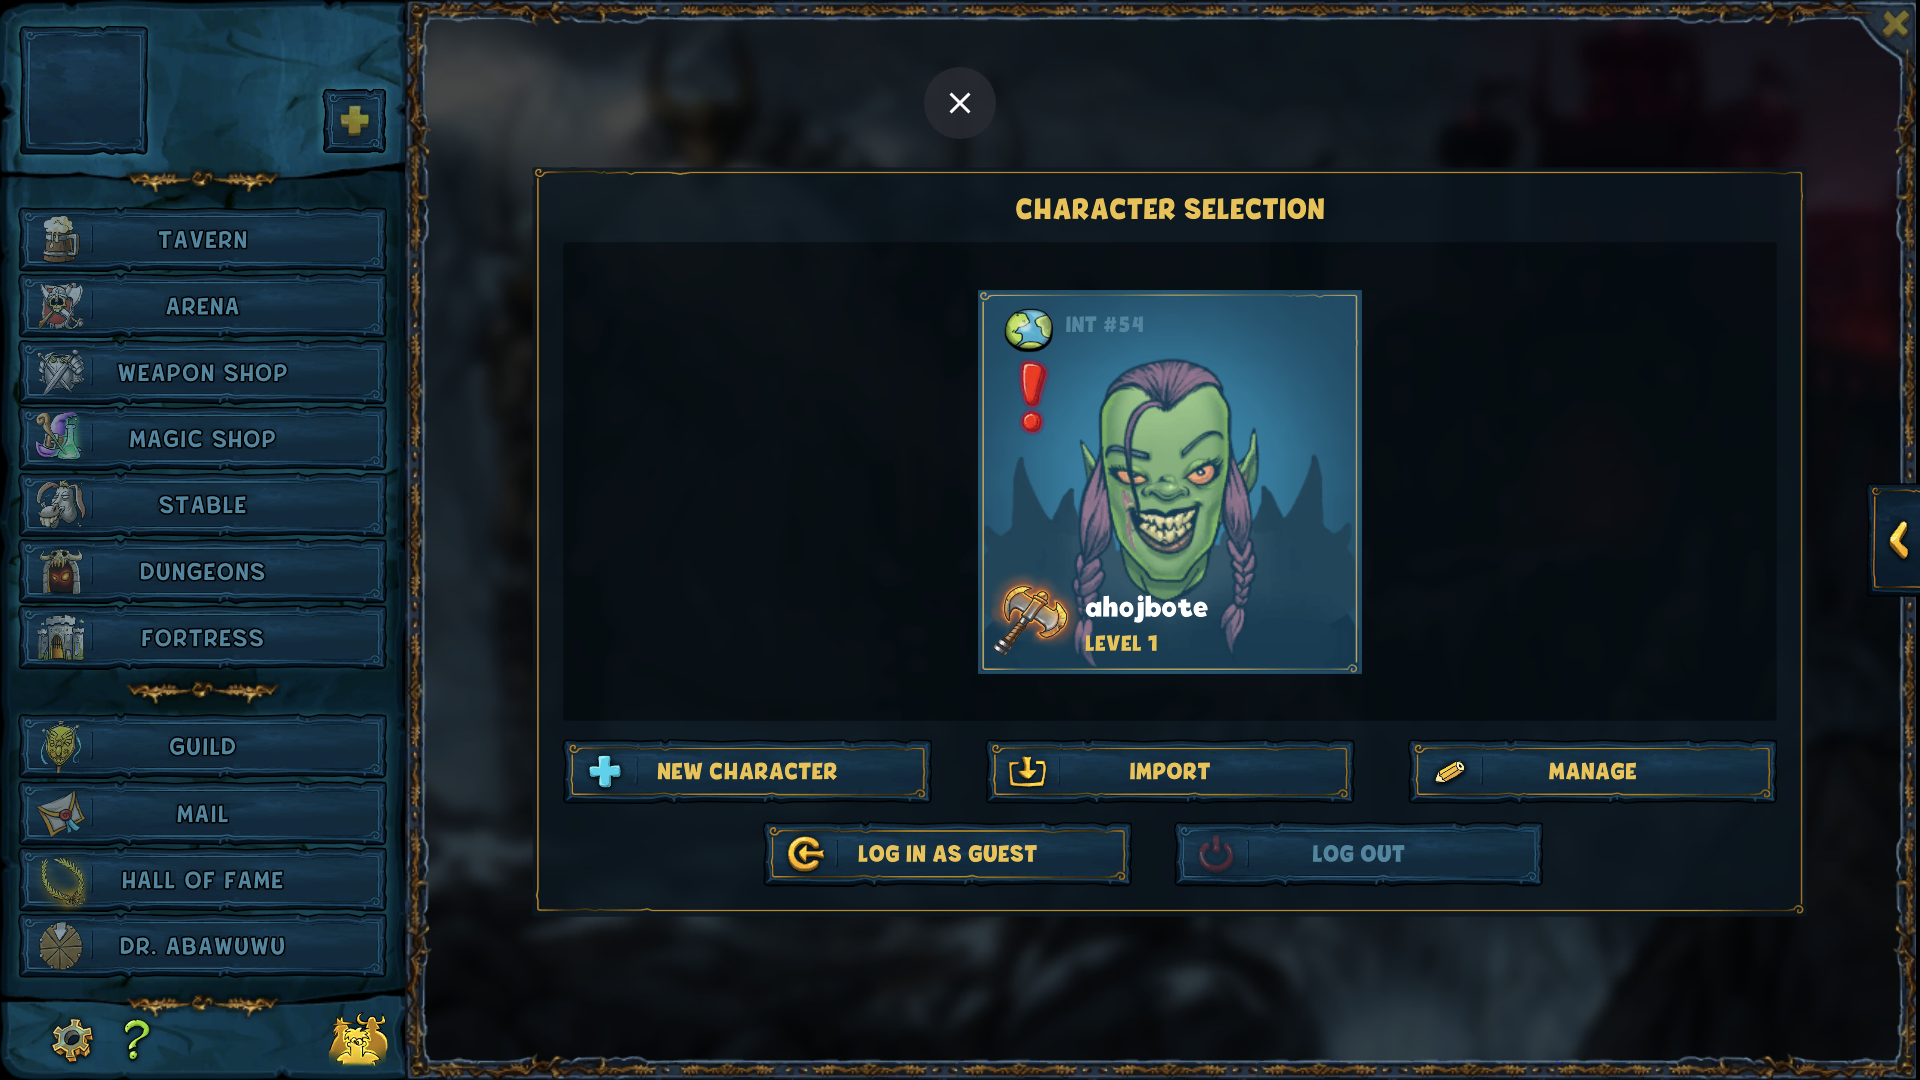 TAVERN
ARENA
WEAPON SHOP
MAGIC SHOP
STABLE
DUNGEONS
FORTRESS
GUILD
MAIL
HALL OF FAME
DR. ABAWUWU
CHARACTER SELECTION
INT #54
ahojbote
LEVEL 1
NEW CHARACTER
IMPORT
MANAGE
LOG IN AS GUEST
LOG OUT